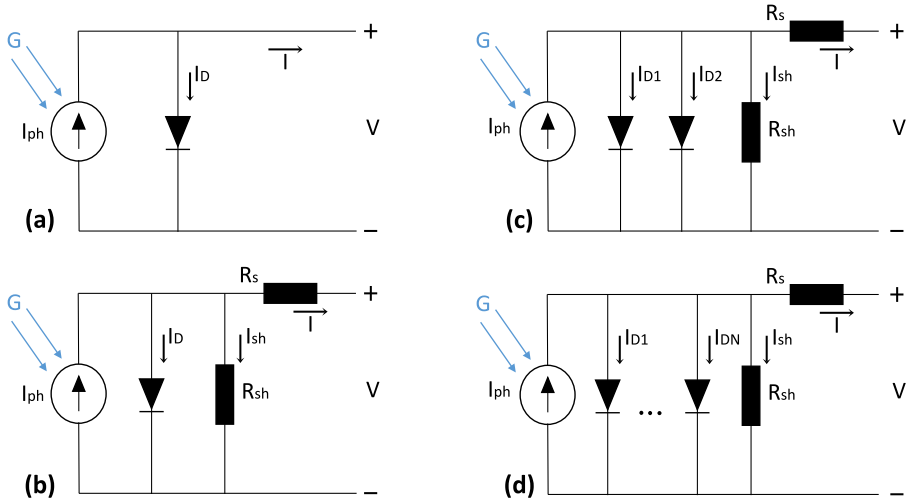 G
I_D
I
+
I_ph
V
(a)
−
R_s
+
G
I_D1
I_D2
I_sh
I
I_ph
R_sh
V
(c)
−
R_s
+
G
I_D
I_sh
I
I_ph
R_sh
V
(b)
−
R_s
+
G
I_D1
I_DN
I_sh
I
I_ph
...
R_sh
V
(d)
−